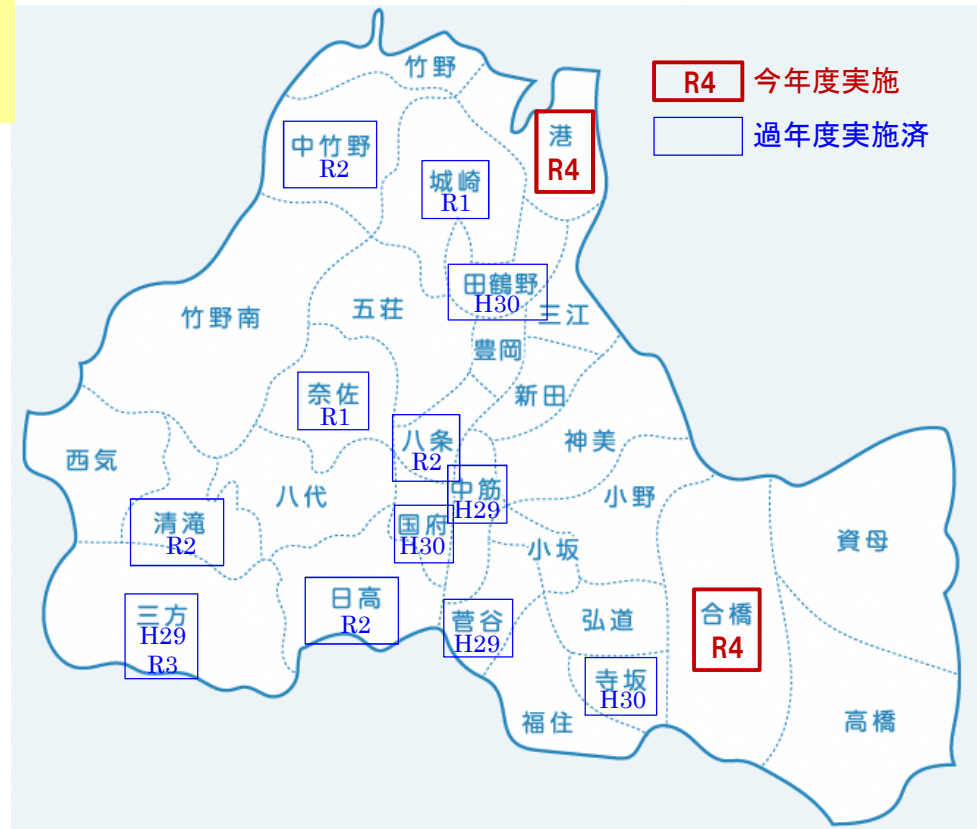 竹野
R4 今年度実施
過年度実施済
港
R4
中竹野
R2
城崎
R1
田鶴野
H30
三江
五荘
竹野南
豊岡
奈佐
R1
新田
八条
R2
神美
西気
中筋
H29
八代
小野
清滝
R2
国府
H30
小坂
資母
日高
R2
三方
H29
R3
菅谷
H29
弘道
合橋
R4
寺坂
H30
福住
高橋